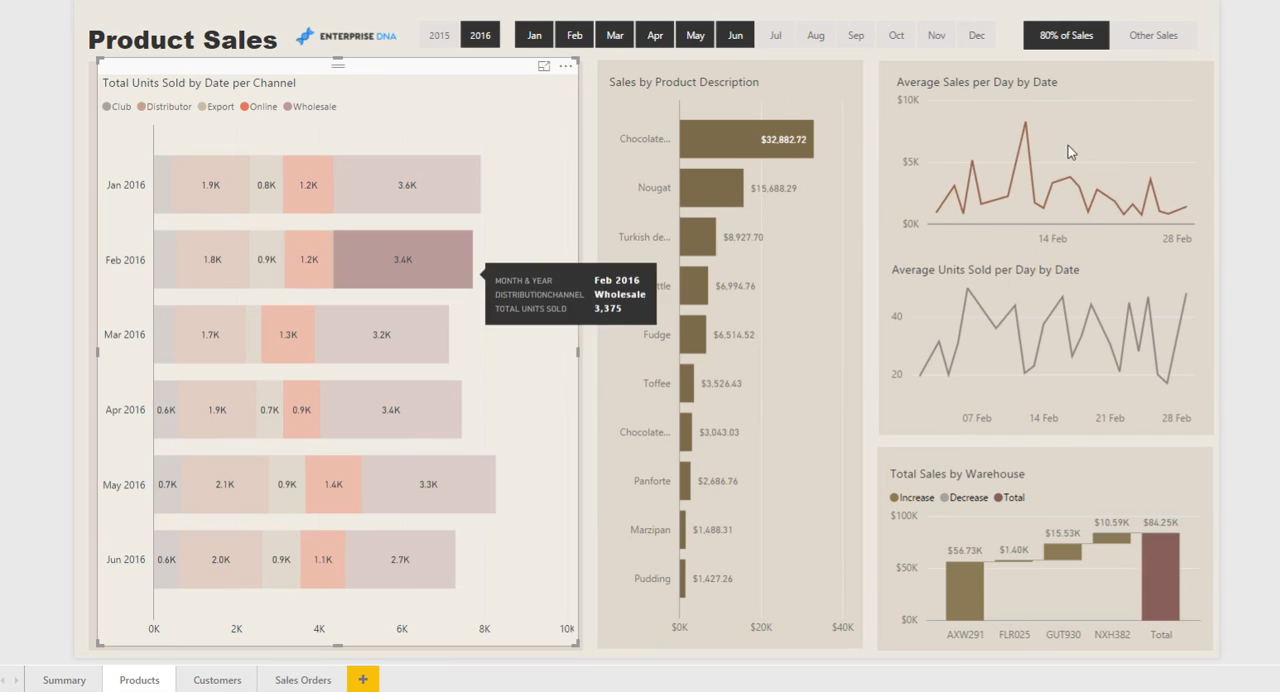 Product Sales
ENTERPRISE DNA
2015 2016
Jan Feb Mar Apr May Jun Jul Aug Sep Oct Nov Dec
80% of Sales Other Sales
Total Units Sold by Date per Channel
Club Distributor Export Online Wholesale
Jan 2016 1.9K 0.8K 1.2K 3.6K
Feb 2016 1.8K 0.9K 1.2K 3.4K
Mar 2016 1.7K 1.3K 3.2K
Apr 2016 0.6K 1.9K 0.7K 0.9K 3.4K
May 2016 0.7K 2.1K 0.9K 1.4K 3.3K
Jun 2016 0.6K 2.0K 0.9K 1.1K 2.7K
0K 2K 4K 6K 8K 10K
MONTH & YEAR Feb 2016
DISTRIBUTIONCHANNEL Wholesale
TOTAL UNITS SOLD 3,375
Sales by Product Description
Chocolate... $32,882.72
Nougat $15,688.29
Turkish de... $8,927.70
ttle $6,994.76
Fudge $6,514.52
Toffee $3,526.43
Chocolate... $3,043.03
Panforte $2,686.76
Marzipan $1,488.31
Pudding $1,427.26
$0K $20K $40K
Average Sales per Day by Date
$10K
$5K
$0K
14 Feb 28 Feb
Average Units Sold per Day by Date
40
20
07 Feb 14 Feb 21 Feb 28 Feb
Total Sales by Warehouse
Increase Decrease Total
$100K
$50K
$0K
$56.73K $1.40K $15.53K $10.59K $84.25K
AXW291 FLR025 GUT930 NXH382 Total
Summary Products Customers Sales Orders +